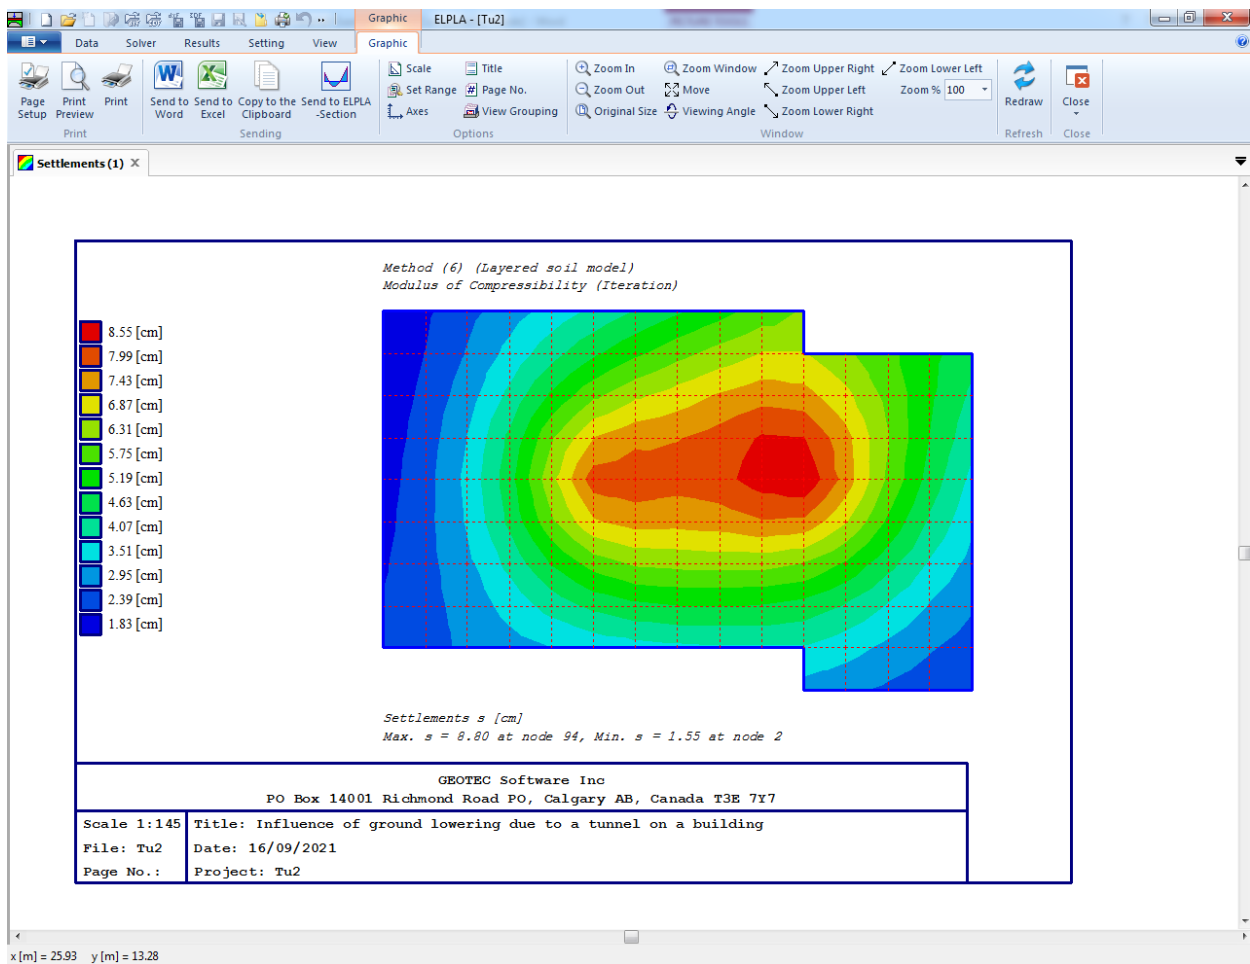 Graphic
ELPLA - [Tu2]
Data Solver Results Setting View Graphic
Page Setup
Print Preview
Print
Send to Word
Send to Excel
Copy to the Clipboard
Send to ELPLA -Section
Scale
Set Range
Axes
Title
# Page No.
View Grouping
Zoom In
Zoom Out
Original Size
Zoom Window
Move
Viewing Angle
Zoom Upper Right
Zoom Upper Left
Zoom Lower Right
Zoom Lower Left
Zoom % 100
Redraw
Close
Print
Sending
Options
Window
Refresh
Close
Settlements (1) X
Method (6) (Layered soil model)
Modulus of Compressibility (Iteration)
8.55 [cm]
7.99 [cm]
7.43 [cm]
6.87 [cm]
6.31 [cm]
5.75 [cm]
5.19 [cm]
4.63 [cm]
4.07 [cm]
3.51 [cm]
2.95 [cm]
2.39 [cm]
1.83 [cm]
Settlements s [cm]
Max. s = 8.80 at node 94, Min. s = 1.55 at node 2
GEOTEC Software Inc
PO Box 14001 Richmond Road PO, Calgary AB, Canada T3E 7Y7
Scale 1:145
Title: Influence of ground lowering due to a tunnel on a building
File: Tu2
Date: 16/09/2021
Page No.:
Project: Tu2
x [m] = 25.93 y [m] = 13.28